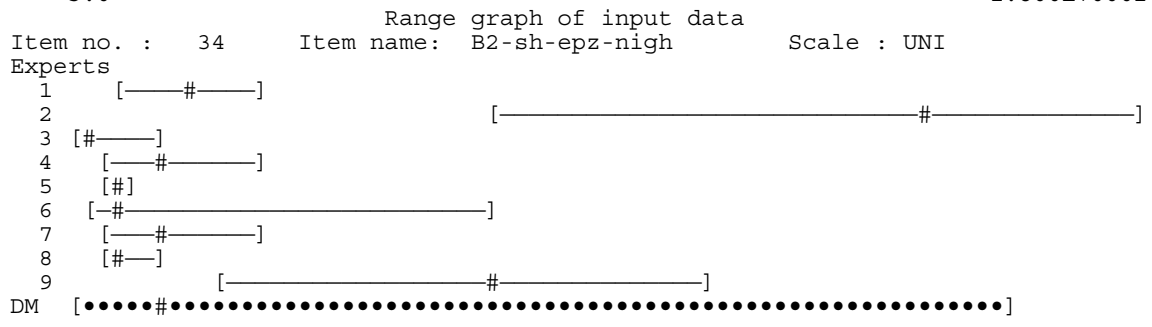 Range graph of input data
Item no. : 34 Item name: B2-sh-epz-nigh Scale : UNI
Experts
1 [————#————]
2 [—————————————————————————————#———————————————]
3 [#————]
4 [———#——————]
5 [#]
6 [—#—————————————————————————]
7 [———#——————]
8 [#——]
9 [——————————————————#——————————————]
DM [•••••#••••••••••••••••••••••••••••••••••••••••••••••••••••••••••]